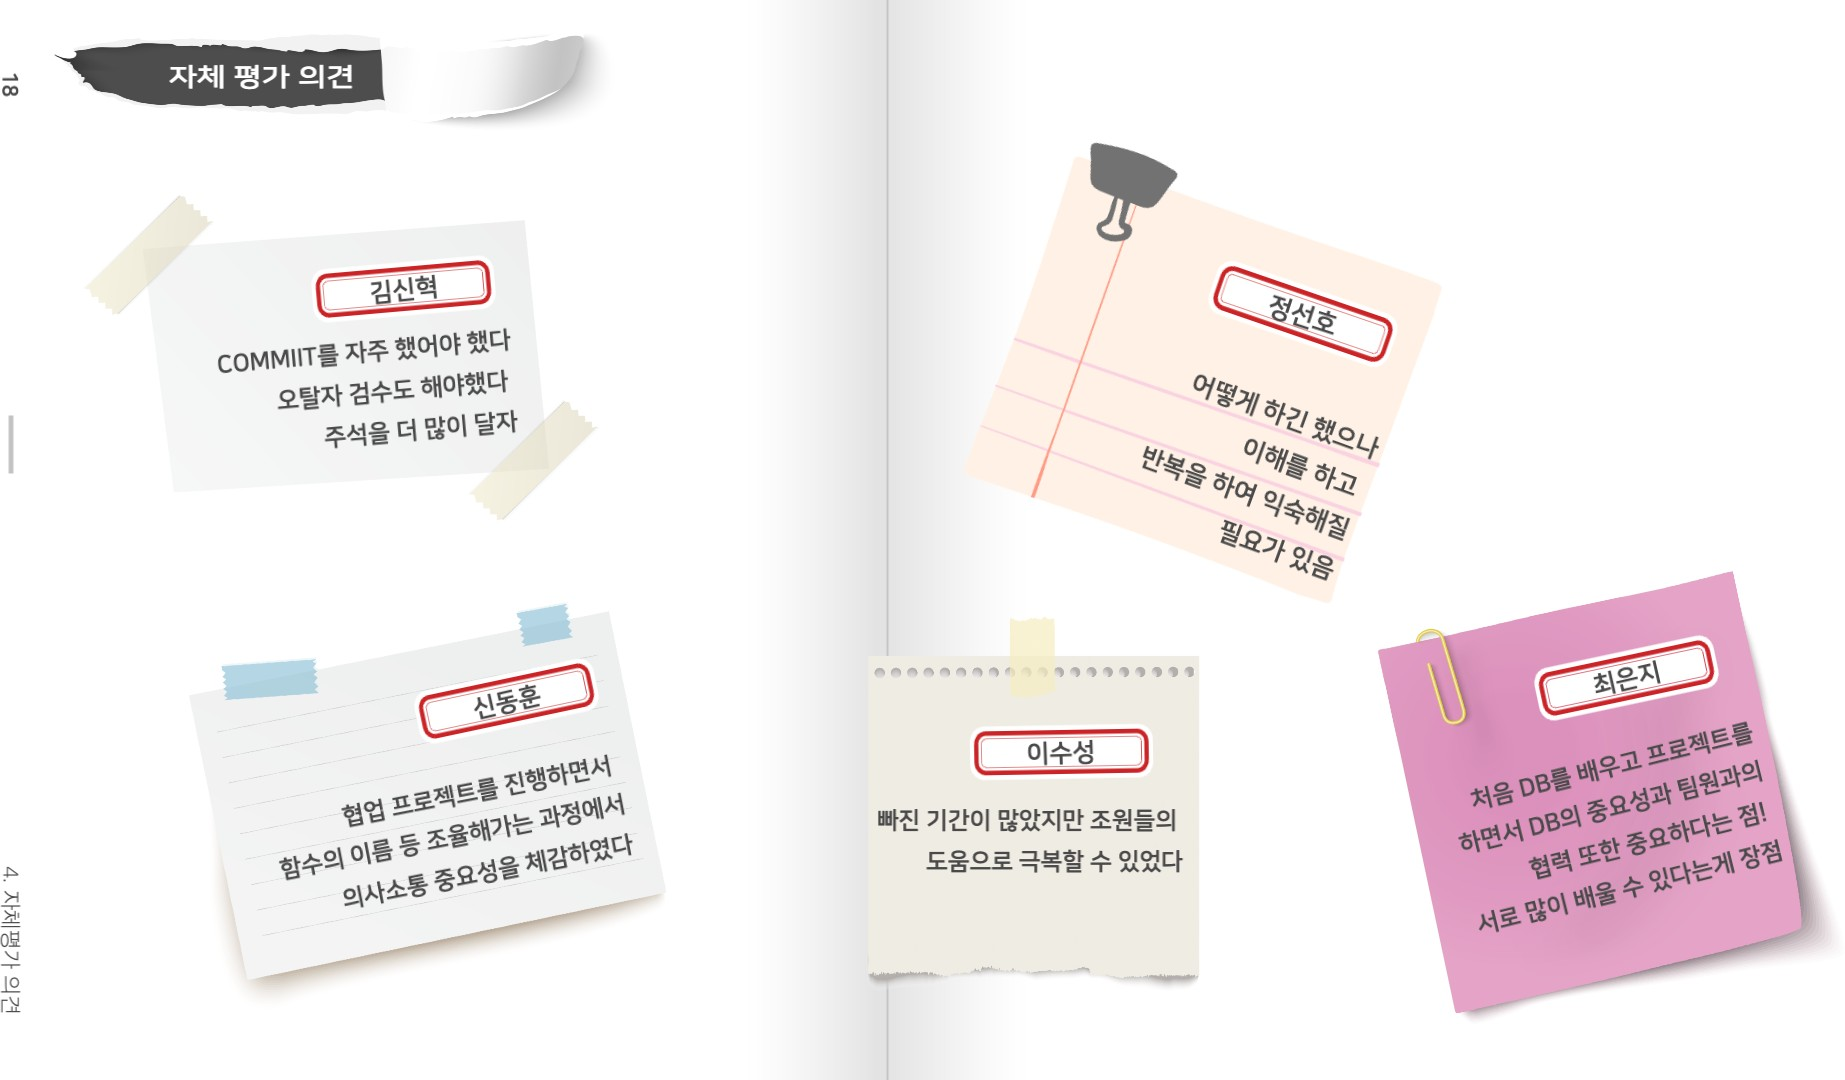 18
자체 평가 의견
김신혁
COMMIIT를 자주 했어야 했다
오탈자 검수도 해야했다
주석을 더 많이 달자
정선호
어떻게 하긴 했으나
이해를 하고
반복을 하여 익숙해질
필요가 있음
신동훈
협업 프로젝트를 진행하면서
함수의 이름 등 조율해가는 과정에서
의사소통 중요성을 체감하였다
이수성
빠진 기간이 많았지만 조원들의
도움으로 극복할 수 있었다
최은지
처음 DB를 배우고 프로젝트를
하면서 DB의 중요성과 팀원과의
협력 또한 중요하다는 점!
서로 많이 배울 수 있다는게 장점
4. 자체평가 의견